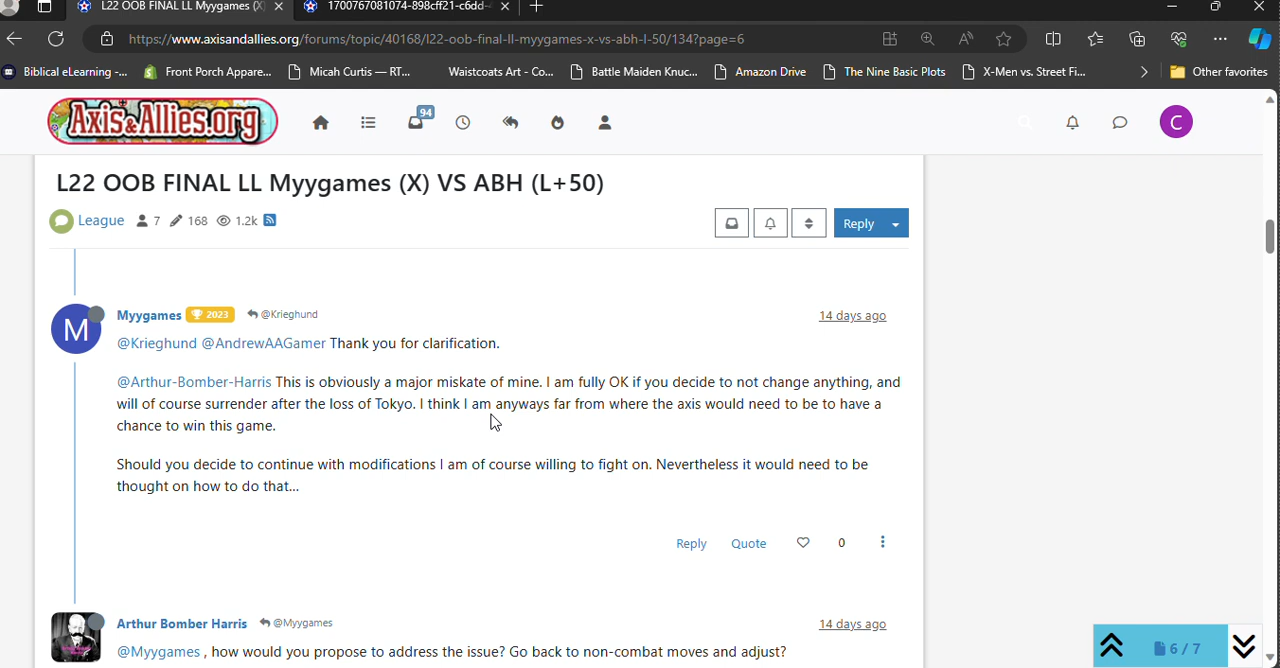 L22 OOB FINAL LL Myygames (X)
1700767081074-898cff21-c6dd-
https://www.axisandallies.org/forums/topic/40168/l22-oob-final-ll-myygames-x-vs-abh-l-50/134?page=6
Biblical eLearning -... Front Porch Appare... Micah Curtis — RT... Waistcoats Art - Co... Battle Maiden Knuc... Amazon Drive The Nine Basic Plots X-Men vs. Street Fi... Other favorites
Axis&Allies.org 94 C
L22 OOB FINAL LL Myygames (X) VS ABH (L+50)
League 7 168 1.2k Reply
M Myygames 2023 @Krieghund 14 days ago
@Krieghund @AndrewAAGamer Thank you for clarification.
@Arthur-Bomber-Harris This is obviously a major miskate of mine. I am fully OK if you decide to not change anything, and
will of course surrender after the loss of Tokyo. I think I am anyways far from where the axis would need to be to have a
chance to win this game.
Should you decide to continue with modifications I am of course willing to fight on. Nevertheless it would need to be
thought on how to do that...
Reply Quote 0
Arthur Bomber Harris @Myygames 14 days ago
@Myygames , how would you propose to address the issue? Go back to non-combat moves and adjust?
6 / 7